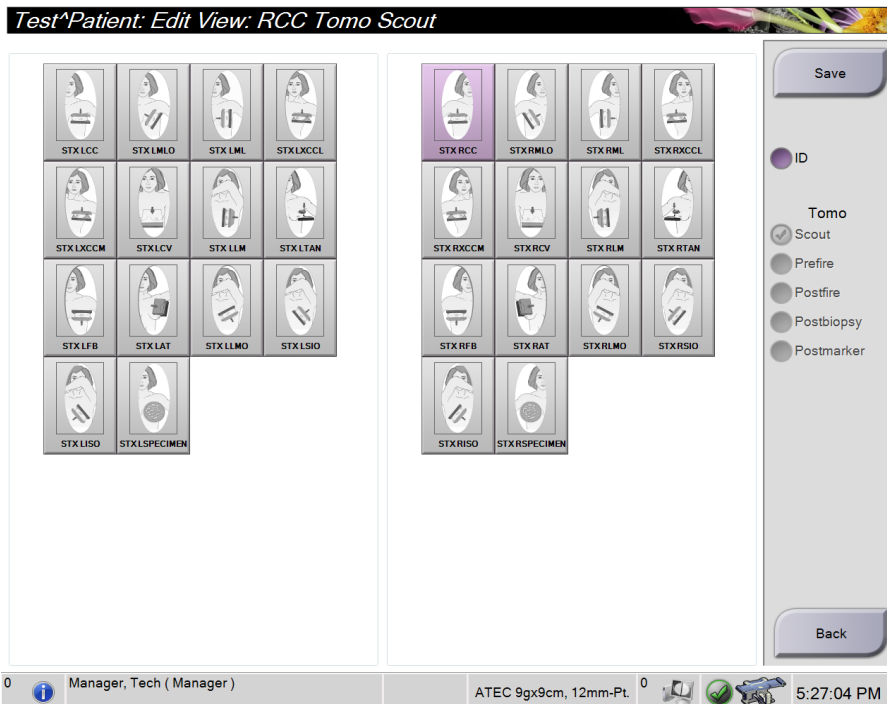 Test^Patient: Edit View: RCC Tomo Scout
STX LCC STX LMLO STX LML STX LXCCL
STX LXCCM STX LCV STX LLM STX LTAN
STX LFB STX LAT STX LLMO STX LSIO
STX LISO STX LSPECIMEN
STX RCC STX RMLO STX RML STX RXCCL
STX RXCCM STX RCV STX RLM STX RTAN
STX RFB STX RAT STX RLMO STX RSIO
STX RISO STX RSPECIMEN
Save
ID
Tomo
Scout
Prefire
Postfire
Postbiopsy
Postmarker
Back
0 Manager, Tech ( Manager ) ATEC 9gx9cm, 12mm-Pt. 0 5:27:04 PM